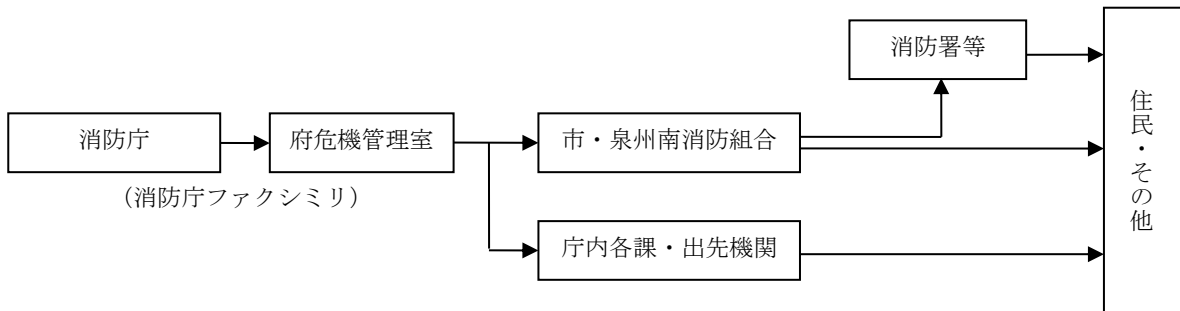 消防署等
消防庁
府危機管理室
市・泉州南消防組合
(消防庁ファクシミリ)
庁内各課・出先機関
住民・その他